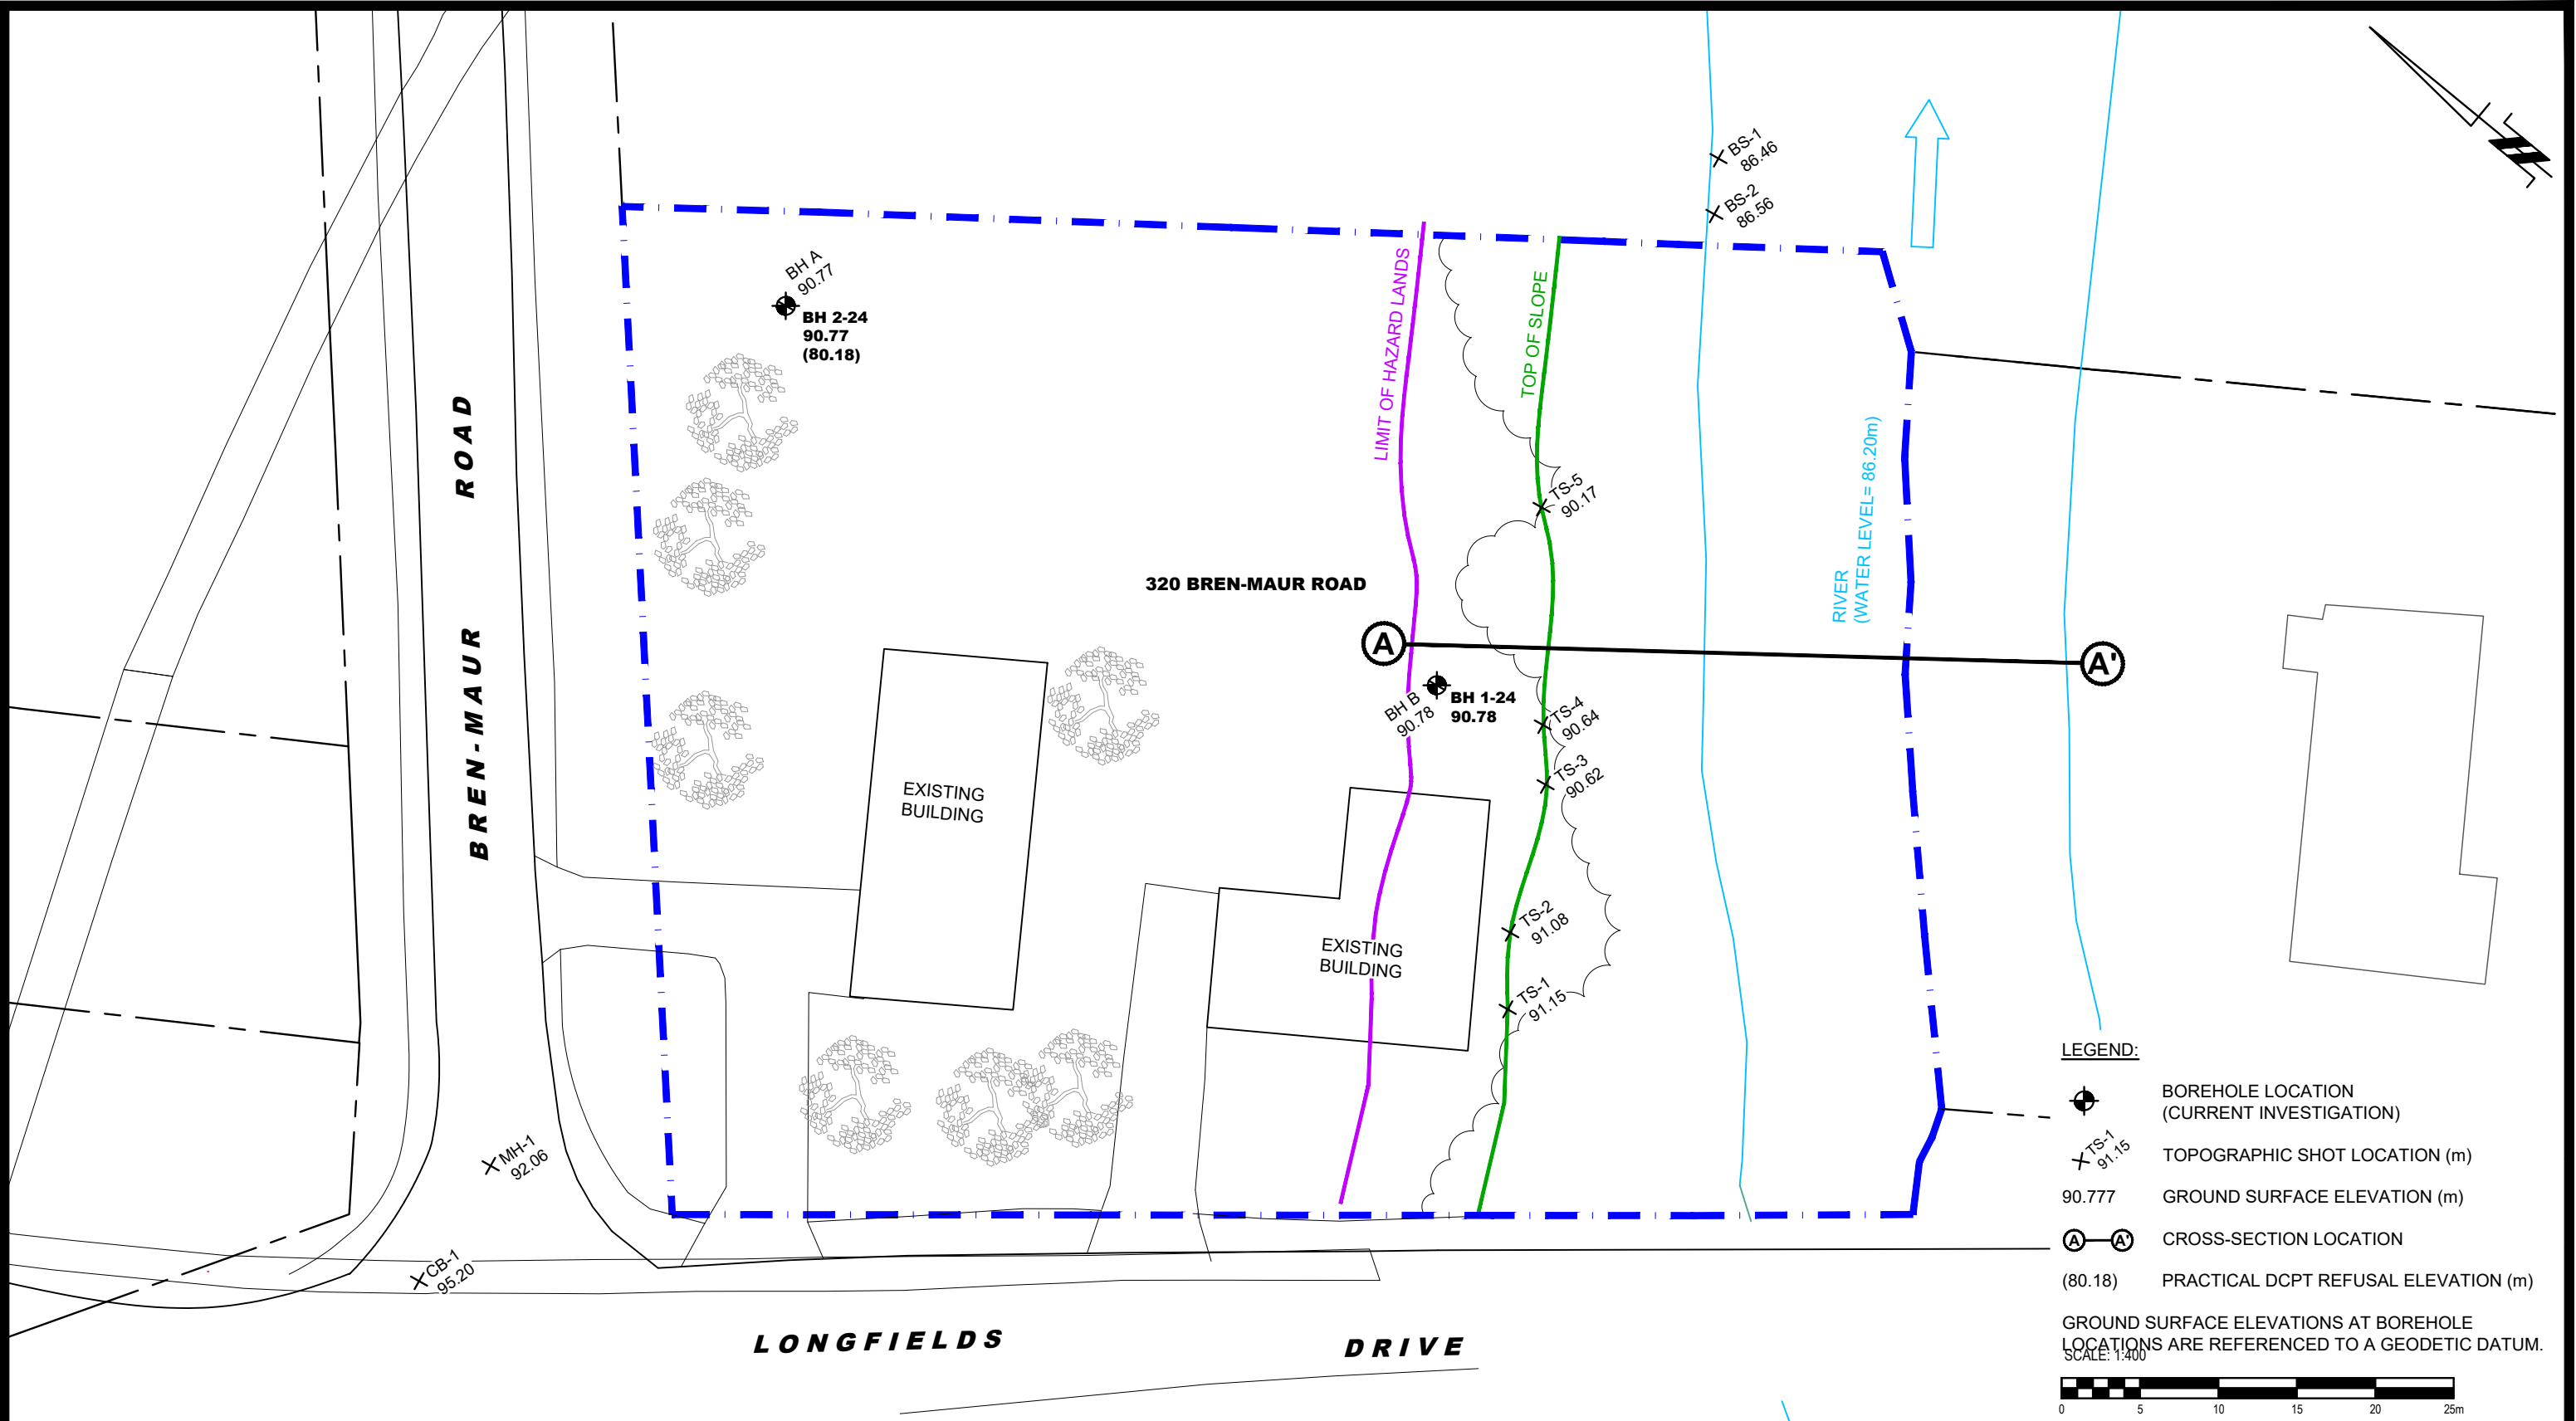 BS-1
86.46
BS-2
86.56
BH A
90.77
BH 2-24
90.77
(80.18)
LIMIT OF HAZARD LANDS
TOP OF SLOPE
BREN-MAUR ROAD
TS-5
90.17
RIVER
(WATER LEVEL= 86.20m)
320 BREN-MAUR ROAD
A
A'
BH B
90.78
BH 1-24
90.78
TS-4
90.64
TS-3
90.62
EXISTING
BUILDING
TS-2
91.08
EXISTING
BUILDING
TS-1
91.15
MH-1
92.06
CB-1
95.20
LONGFIELDS DRIVE
LEGEND:
BOREHOLE LOCATION
(CURRENT INVESTIGATION)
TS-1
91.15
TOPOGRAPHIC SHOT LOCATION (m)
90.777 GROUND SURFACE ELEVATION (m)
A A' CROSS-SECTION LOCATION
(80.18) PRACTICAL DCPT REFUSAL ELEVATION (m)
GROUND SURFACE ELEVATIONS AT BOREHOLE
LOCATIONS ARE REFERENCED TO A GEODETIC DATUM.
SCALE: 1:400
0 5 10 15 20 25m